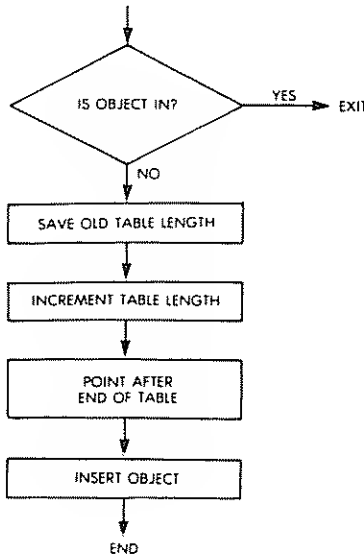 IS OBJECT IN?
YES
EXIT
NO
SAVE OLD TABLE LENGTH
INCREMENT TABLE LENGTH
POINT AFTER
END OF TABLE
INSERT OBJECT
END